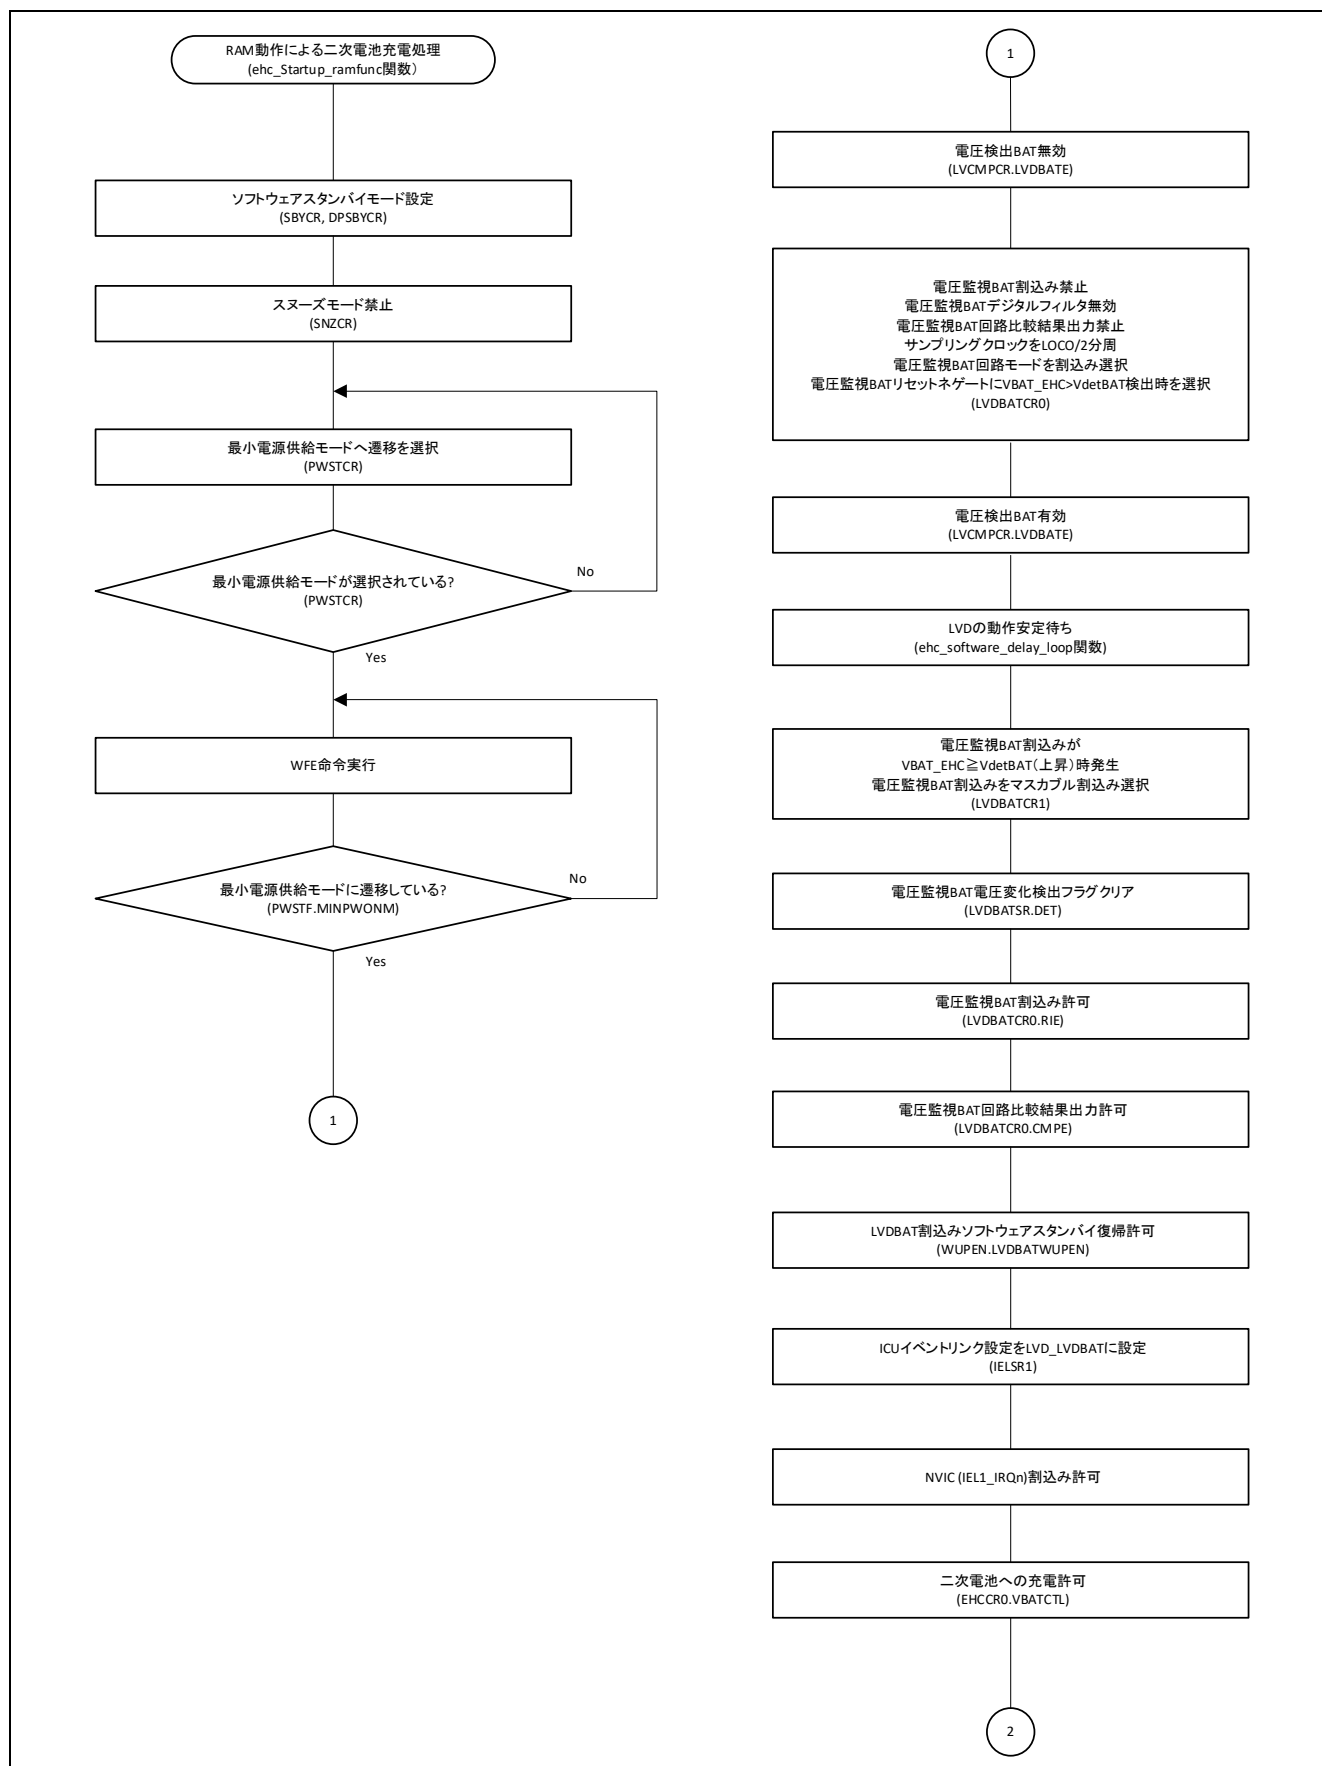 RAM動作による二次電池充電処理
(ehc_Startup_ramfunc関数）
ソフトウェアスタンバイモード設定
(SBYCR, DPSBYCR)
スヌーズモード禁止
(SNZCR)
最小電源供給モードへ遷移を選択
(PWSTCR)
最小電源供給モードが選択されている?
(PWSTCR)
No
Yes
WFE命令実行
最小電源供給モードに遷移している?
(PWSTF.MINPWONM)
No
Yes
1
1
電圧検出BAT無効
(LVCMPCR.LVDBATE)
電圧監視BAT割込み禁止
電圧監視BATデジタルフィルタ無効
電圧監視BAT回路比較結果出力禁止
サンプリングクロックをLOCO/2分周
電圧監視BAT回路モードを割込み選択
電圧監視BATリセットネゲートにVBAT_EHC>VdetBAT検出時を選択
(LVDBATCR0)
電圧検出BAT有効
(LVCMPCR.LVDBATE)
LVDの動作安定待ち
(ehc_software_delay_loop関数)
電圧監視BAT割込みが
VBAT_EHC≧VdetBAT（上昇）時発生
電圧監視BAT割込みをマスカブル割込み選択
(LVDBATCR1)
電圧監視BAT電圧変化検出フラグクリア
(LVDBATSR.DET)
電圧監視BAT割込み許可
(LVDBATCR0.RIE)
電圧監視BAT回路比較結果出力許可
(LVDBATCR0.CMPE)
LVDBAT割込みソフトウェアスタンバイ復帰許可
(WUPEN.LVDBATWUPEN)
ICUイベントリンク設定をLVD_LVDBATに設定
(IELSR1)
NVIC (IEL1_IRQn)割込み許可
二次電池への充電許可
(EHCCR0.VBATCTL)
2